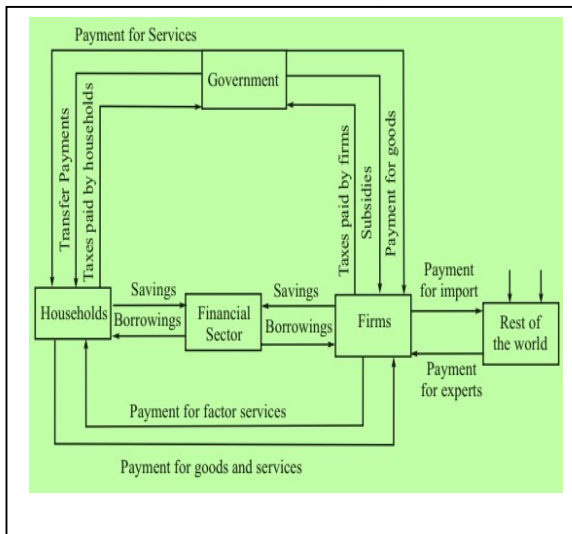 Payment for Services
Government
Transfer Payments
Taxes paid by households
Taxes paid by firms
Subsidies
Payment for goods
Households
Savings
Borrowings
Financial
Sector
Savings
Borrowings
Firms
Payment
for import
Rest of
the world
Payment
for experts
Payment for factor services
Payment for goods and services